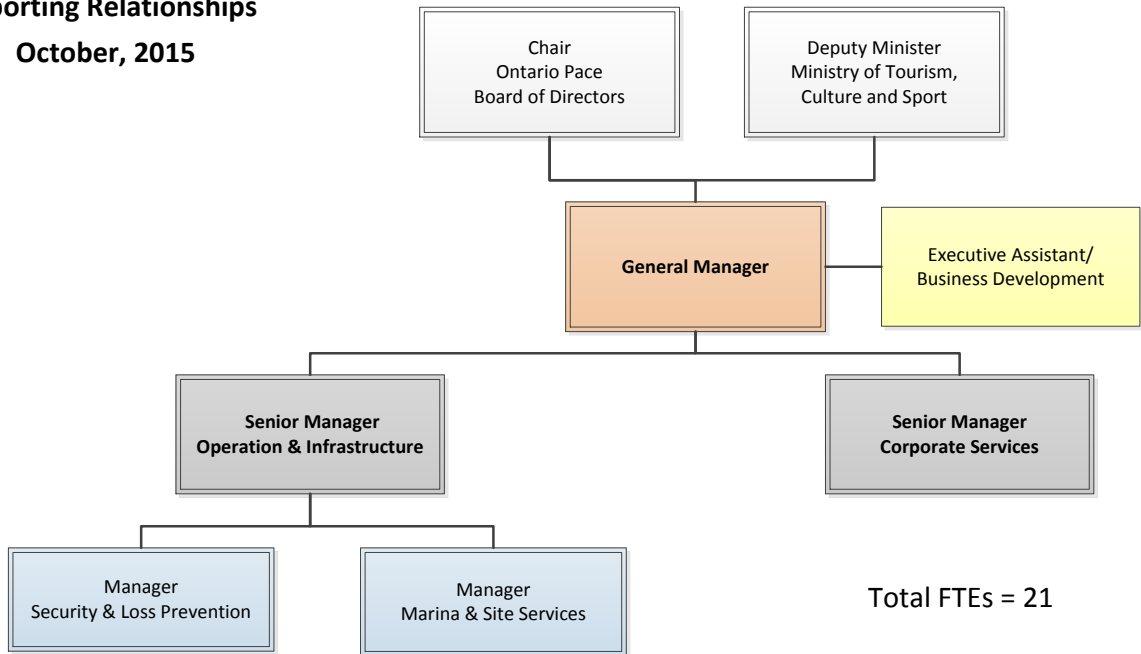 Relationships
October, 2015
Chair
Ontario Pace
Board of Directors
Deputy Minister
Ministry of Tourism,
Culture and Sport
General Manager
Executive Assistant/
Business Development
Senior Manager
Operation & Infrastructure
Senior Manager
Corporate Services
Manager
Security & Loss Prevention
Manager
Marina & Site Services
Total FTEs = 21